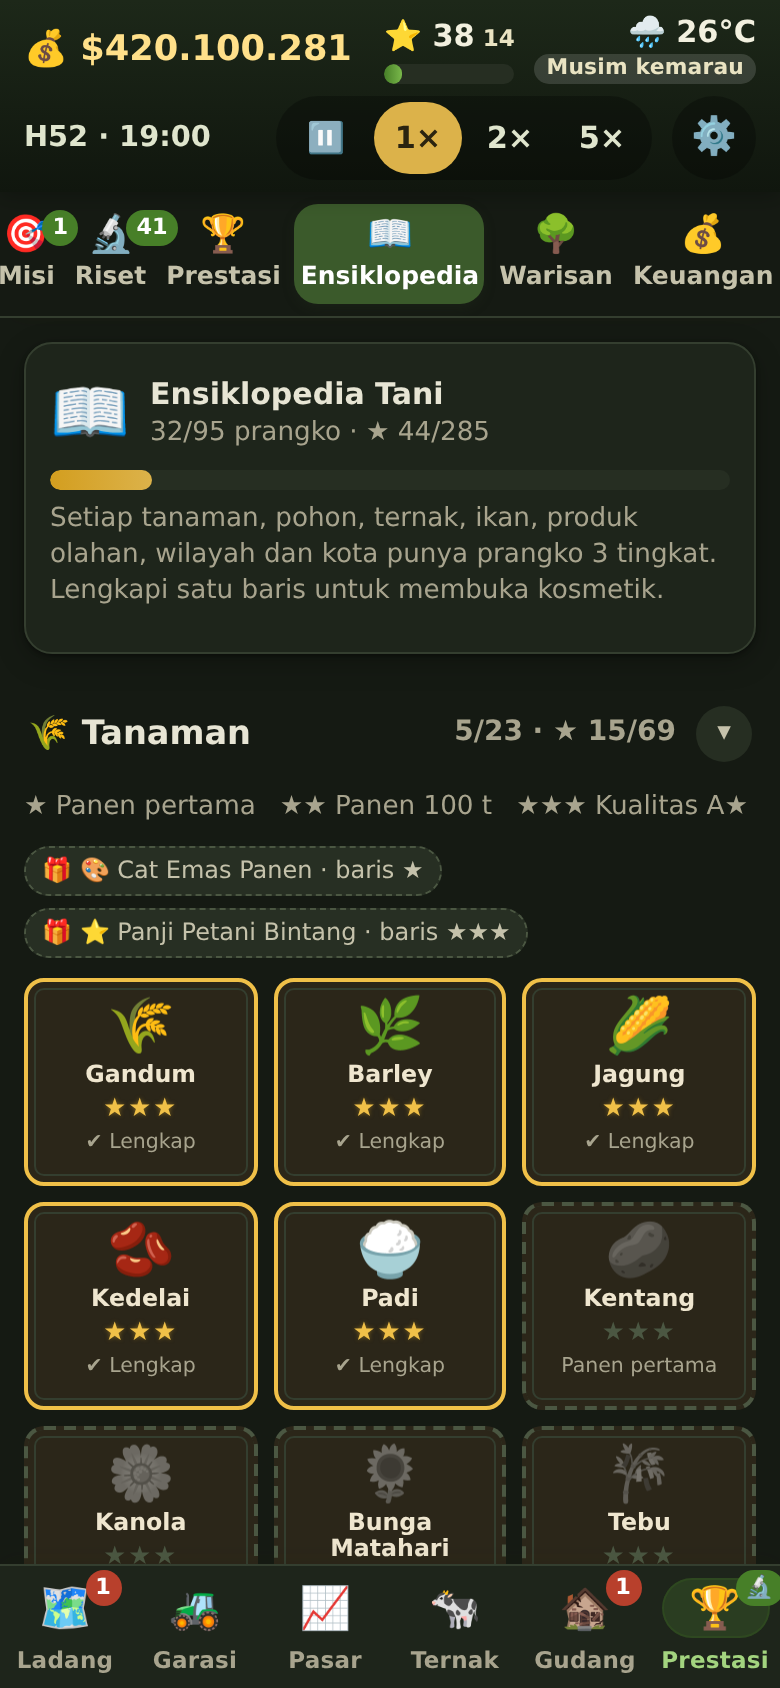 $420.100.281
38 14
26°C
Musim kemarau
H52 · 19:00
1×
2×
5×
1
41
Misi
Riset
Prestasi
Ensiklopedia
Warisan
Keuangan
Ensiklopedia Tani
32/95 prangko · ★ 44/285
Setiap tanaman, pohon, ternak, ikan, produk
olahan, wilayah dan kota punya prangko 3 tingkat.
Lengkapi satu baris untuk membuka kosmetik.
Tanaman
5/23 · ★ 15/69
▼
★ Panen pertama ★★ Panen 100 t ★★★ Kualitas A★
Cat Emas Panen · baris ★
Panji Petani Bintang · baris ★★★
Gandum
★★★
✔ Lengkap
Barley
★★★
✔ Lengkap
Jagung
★★★
✔ Lengkap
Kedelai
★★★
✔ Lengkap
Padi
★★★
✔ Lengkap
Kentang
★★★
Panen pertama
Kanola
★★★
Bunga
Matahari
Tebu
★★★
1
1
Ladang
Garasi
Pasar
Ternak
Gudang
Prestasi